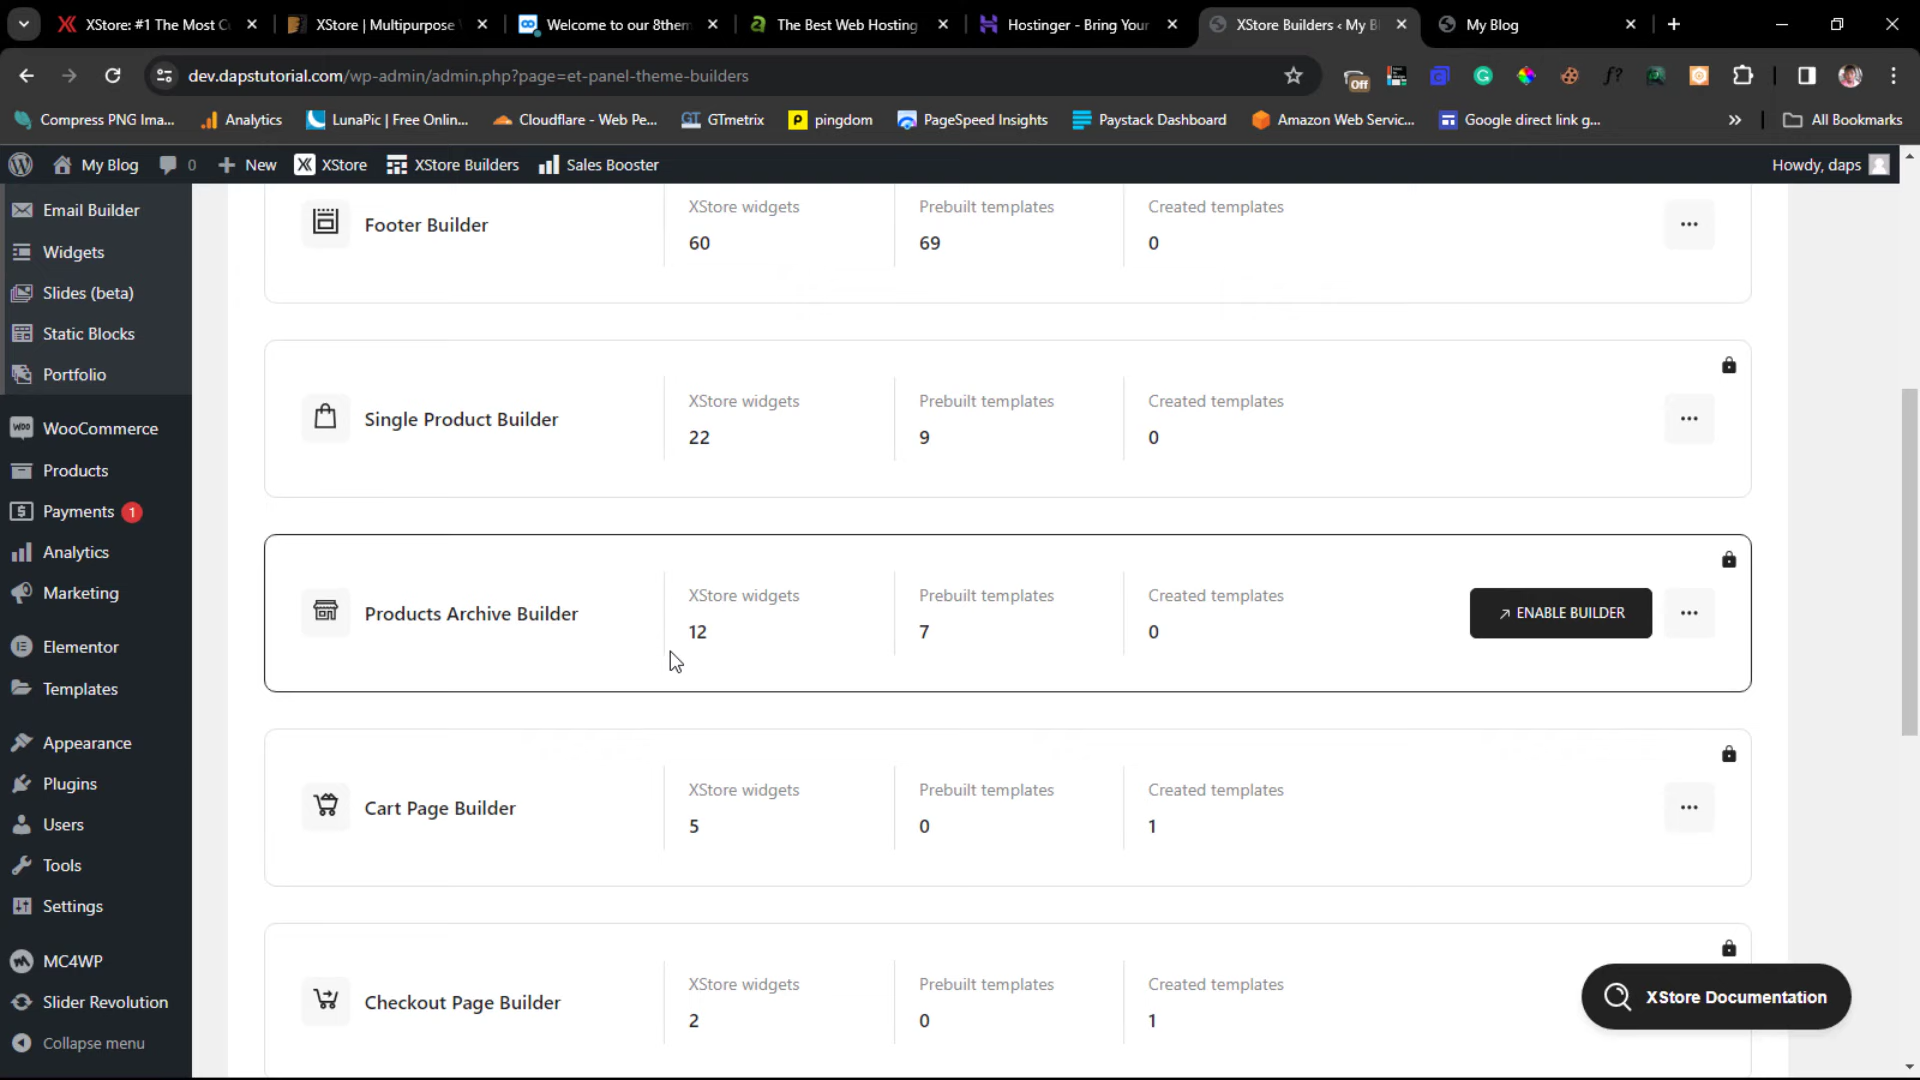 XStore: #1 The Most C
XStore | Multipurpose
Welcome to our 8them
The Best Web Hosting
Hostinger - Bring Your
XStore Builders ‹ My B
My Blog
dev.dapstutorial.com/wp-admin/admin.php?page=et-panel-theme-builders
Off
f?
Compress PNG Ima...
Analytics
LunaPic | Free Onlin...
Cloudflare - Web Pe...
GT
GTmetrix
pingdom
PageSpeed Insights
Paystack Dashboard
Amazon Web Servic...
Google direct link g...
»
All Bookmarks
My Blog
0
New
XStore
XStore Builders
Sales Booster
Howdy, daps
Email Builder
Widgets
Slides (beta)
Static Blocks
Portfolio
WooCommerce
Products
Payments 1
Analytics
Marketing
Elementor
Templates
Appearance
Plugins
Users
Tools
Settings
MC4WP
Slider Revolution
Collapse menu
Footer Builder
XStore widgets
60
Prebuilt templates
69
Created templates
0
Single Product Builder
XStore widgets
22
Prebuilt templates
9
Created templates
0
Products Archive Builder
XStore widgets
12
Prebuilt templates
7
Created templates
0
↗ ENABLE BUILDER
Cart Page Builder
XStore widgets
5
Prebuilt templates
0
Created templates
1
Checkout Page Builder
XStore widgets
2
Prebuilt templates
0
Created templates
1
XStore Documentation